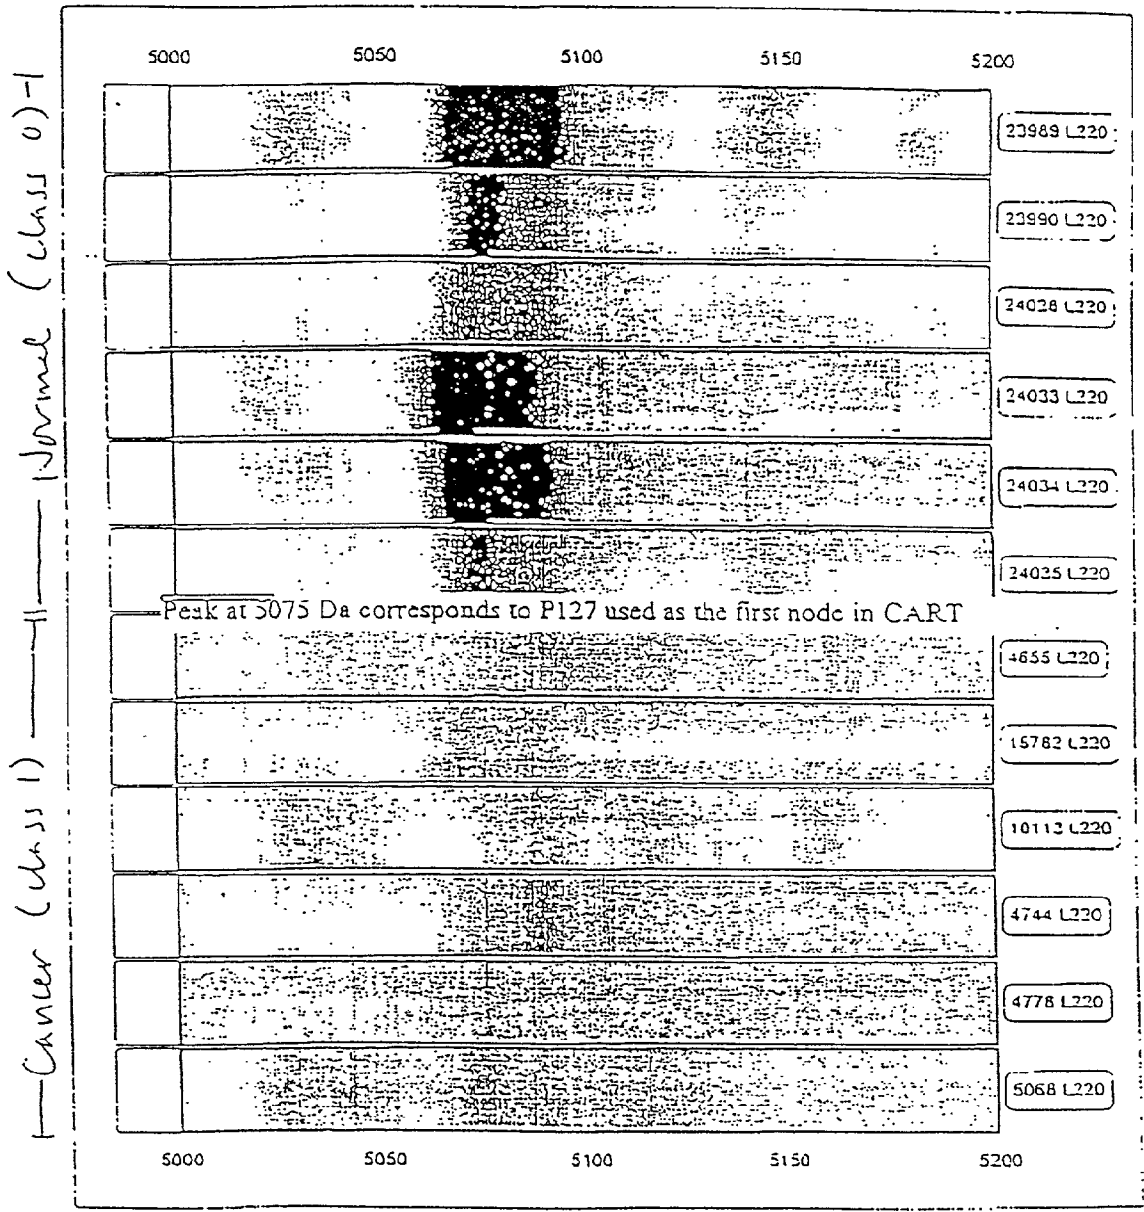 5000 5050 5100 5150 5200
Normal (class 0)
23989 L220
23990 L220
24028 L220
24033 L220
24034 L220
24035 L220
Peak at 5075 Da corresponds to P127 used as the first node in CART
Cancer (class 1)
4655 L220
15782 L220
10113 L220
4744 L220
4778 L220
5068 L220
5000 5050 5100 5150 5200